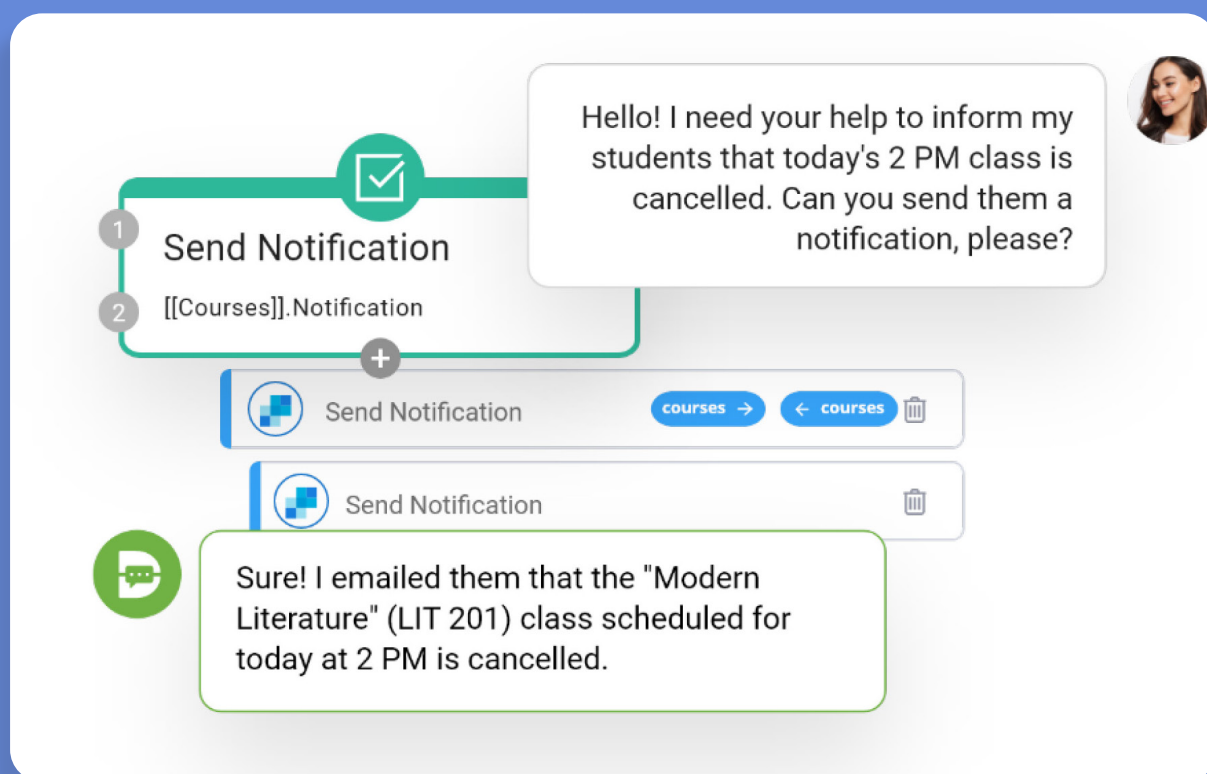 Hello! I need your help to inform my
students that today's 2 PM class is
cancelled. Can you send them a
notification, please?
1
Send Notification
2
[[Courses]].Notification
+
Send Notification
courses →
← courses
Send Notification
Sure! I emailed them that the "Modern
Literature" (LIT 201) class scheduled for
today at 2 PM is cancelled.